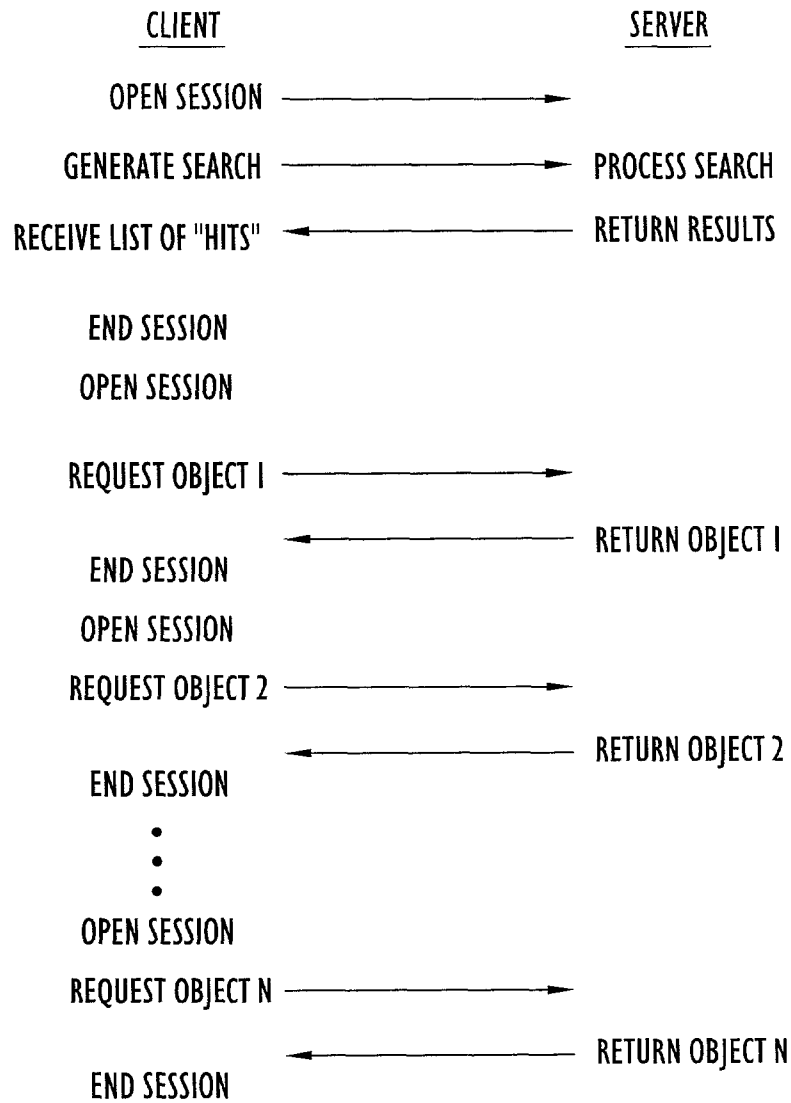 CLIENT SERVER
OPEN SESSION
GENERATE SEARCH PROCESS SEARCH
RECEIVE LIST OF "HITS" RETURN RESULTS
END SESSION
OPEN SESSION
REQUEST OBJECT 1
RETURN OBJECT 1
END SESSION
OPEN SESSION
REQUEST OBJECT 2
RETURN OBJECT 2
END SESSION
OPEN SESSION
REQUEST OBJECT N
RETURN OBJECT N
END SESSION